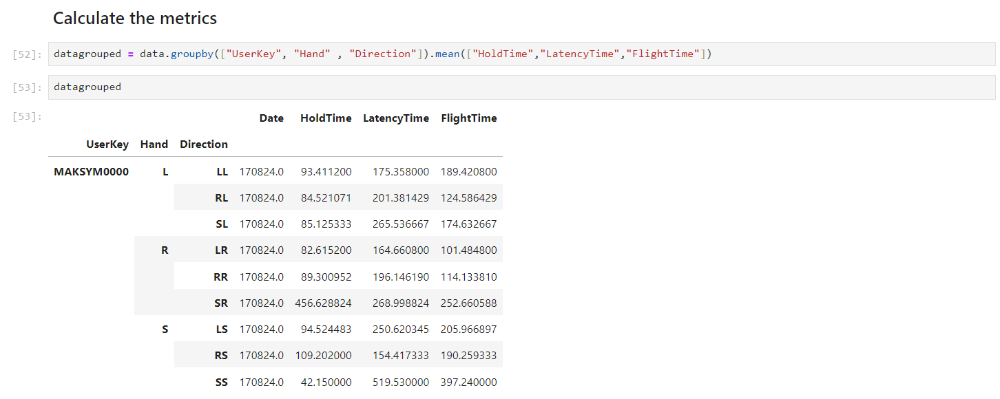 Calculate the metrics
[52]: datagrouped = data.groupby(["UserKey", "Hand" , "Direction"]).mean(["HoldTime","LatencyTime","FlightTime"])
[53]: datagrouped
[53]:
Date HoldTime LatencyTime FlightTime
UserKey Hand Direction
MAKSYM0000 L LL 170824.0 93.411200 175.358000 189.420800
RL 170824.0 84.521071 201.381429 124.586429
SL 170824.0 85.125333 265.536667 174.632667
R LR 170824.0 82.615200 164.660800 101.484800
RR 170824.0 89.300952 196.146190 114.133810
SR 170824.0 456.628824 268.998824 252.660588
S LS 170824.0 94.524483 250.620345 205.966897
RS 170824.0 109.202000 154.417333 190.259333
SS 170824.0 42.150000 519.530000 397.240000